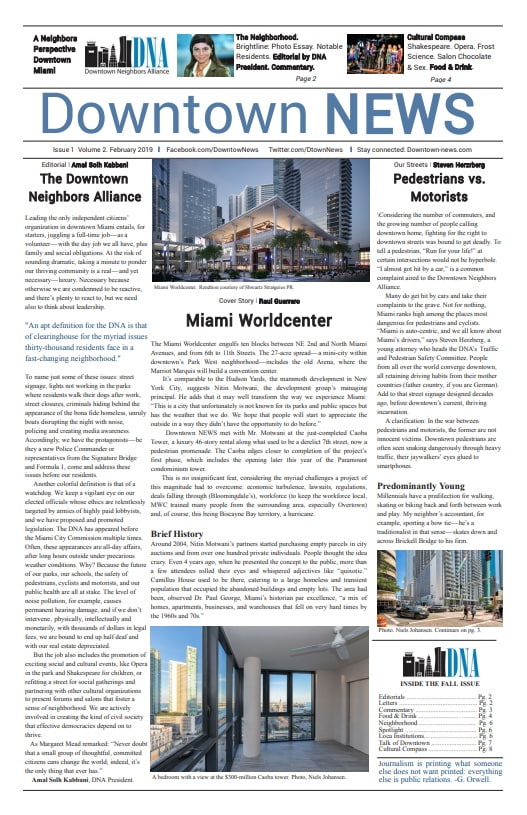 A Neighbors
Perspective
Downtown
Miami
DNA
Downtown Neighbors Alliance
The Neighborhood.
Brightline: Photo Essay. Notable
Residents. Editorial by DNA
President. Commentary.
Page 2
Cultural Compass
Shakespeare. Opera. Frost
Science. Salon Chocolate
& Sex. Food & Drink.
Page 4
Downtown NEWS
Issue 1 Volume 2. February 2019 | Facebook.com/DowntowNews Twitter.com/DtownNews | Stay connected: Downtown-news.com
Editorial | Amal Solh Kabbani
The Downtown
Neighbors Alliance
Leading the only independent citizens'
organization in downtown Miami entails, for
starters, juggling a full-time job—as a
volunteer—with the day job we all have, plus
family and social obligations. At the risk of
sounding dramatic, taking a minute to ponder
our thriving community is a real—and yet
necessary—luxury. Necessary because
otherwise we are condemned to be reactive,
and there's plenty to react to, but we need
also to think about leadership.
"An apt definition for the DNA is that
of clearinghouse for the myriad issues
thirty-thousand residents face in a
fast-changing neighborhood."
To name just some of these issues: street
signage, lights not working in the parks
where residents walk their dogs after work,
street closures, criminals hiding behind the
appearance of the bona fide homeless, unruly
boats disrupting the night with noise,
policing and creating media awareness.
Accordingly, we have the protagonists—be
they a new Police Commander or
representatives from the Signature Bridge
and Formula 1, come and address these
issues before our residents.
Another colorful definition is that of a
watchdog. We keep a vigilant eye on our
elected officials whose ethics are relentlessly
targeted by armies of highly paid lobbyists,
and we have proposed and promoted
legislation. The DNA has appeared before
the Miami City Commission multiple times.
Often, these appearances are all-day affairs,
after long hours outside under precarious
weather conditions. Why? Because the future
of our parks, our schools, the safety of
pedestrians, cyclists and motorists, and our
public health are all at stake. The level of
noise pollution, for example, causes
permanent hearing damage, and if we don't
intervene, physically, intellectually and
monetarily, with thousands of dollars in legal
fees, we are bound to end up half deaf and
with our real estate depreciated.
But the job also includes the promotion of
exciting social and cultural events, like Opera
in the park and Shakespeare for children, or
refitting a street for social gatherings and
partnering with other cultural organizations
to present forums and salons that foster a
sense of neighborhood. We are actively
involved in creating the kind of civil society
that effective democracies depend on to
thrive.
As Margaret Mead remarked: "Never doubt
that a small group of thoughtful, committed
citizens can change the world; indeed, it's
the only thing that ever has."
Amal Solh Kabbani, DNA President.
Miami Worldcenter. Rendition courtesy of Shwartz Strategies PR.
Cover Story | Raul Guerrero
Miami Worldcenter
The Miami Worldcenter engulfs ten blocks between NE 2nd and North Miami
Avenues, and from 6th to 11th Streets. The 27-acre spread—a mini-city within
downtown's Park West neighborhood—includes the old Arena, where the
Marriot Marquis will build a convention center.
It's comparable to the Hudson Yards, the mammoth development in New
York City, suggests Nitin Motwani, the development group's managing
principal. He adds that it may well transform the way we experience Miami:
"This is a city that unfortunately is not known for its parks and public spaces but
has the weather that we do. We hope that people will start to appreciate the
outside in a way they didn't have the opportunity to do before."
Downtown NEWS met with Mr. Motwani at the just-completed Caoba
Tower, a luxury 46-story rental along what used to be a derelict 7th street, now a
pedestrian promenade. The Caoba edges closer to completion of the project's
first phase, which includes the opening later this year of the Paramount
condominium tower.
This is no insignificant feat, considering the myriad challenges a project of
this magnitude had to overcome: economic turbulence, lawsuits, regulations,
deals falling through (Bloomingdale's), workforce (to keep the workforce local,
MWC trained many people from the surrounding area, especially Overtown)
and, of course, this being Biscayne Bay territory, a hurricane.
Brief History
Around 2004, Nitin Motwani's partners started purchasing empty parcels in city
auctions and from over one hundred private individuals. People thought the idea
crazy. Even 4 years ago, when he presented the concept to the public, more than
a few attendees rolled their eyes and whispered adjectives like "quixotic."
Camillus House used to be there, catering to a large homeless and transient
population that occupied the abandoned buildings and empty lots. The area had
been, observed Dr. Paul George, Miami's historian par excellence, "a mix of
homes, apartments, businesses, and warehouses that fell on very hard times by
the 1960s and 70s."
A bedroom with a view at the $300-million Caoba tower. Photo, Niels Johansen.
Our Streets | Steven Herzberg
Pedestrians vs.
Motorists
Considering the number of commuters, and
the growing number of people calling
downtown home, fighting for the right to
downtown streets was bound to get deadly. To
tell a pedestrian, "Run for your life!" at
certain intersections would not be hyperbole.
"I almost got hit by a car," is a common
complaint aired to the Downtown Neighbors
Alliance.
Many do get hit by cars and take their
complaints to the grave. Not for nothing,
Miami ranks high among the places most
dangerous for pedestrians and cyclists.
"Miami is auto-centric, and we all know about
Miami's drivers," says Steven Herzberg, a
young attorney who heads the DNA's Traffic
and Pedestrian Safety Committee. People
from all over the world converge downtown,
all retaining driving habits from their mother
countries (father country, if you are German).
Add to that street signage designed decades
ago, before downtown's current, thriving
incarnation.
A clarification: In the war between
pedestrians and motorists, the former are not
innocent victims. Downtown pedestrians are
often seen snaking dangerously through heavy
traffic, their jaywalkers' eyes glued to
smartphones.
Predominantly Young
Millennials have a predilection for walking,
skating or biking back and forth between work
and play. My neighbor's accountant, for
example, sporting a bow tie—he's a
traditionalist in that sense—skates down and
across Brickell Bridge to his firm.
Photo. Niels Johansen. Continues on pg. 3.
DNA
INSIDE THE FALL ISSUE
Editorials Pg. 2
Letters Pg. 2
Commentary Pg. 3
Food & Drink Pg. 4
Neighborhood Pg. 6
Spotlight Pg. 6
Loca Institutions Pg. 6
Talk of Downtown Pg. 7
Cultural Compass Pg. 8
Journalism is printing what someone
else does not want printed: everything
else is public relations. -G. Orwell.